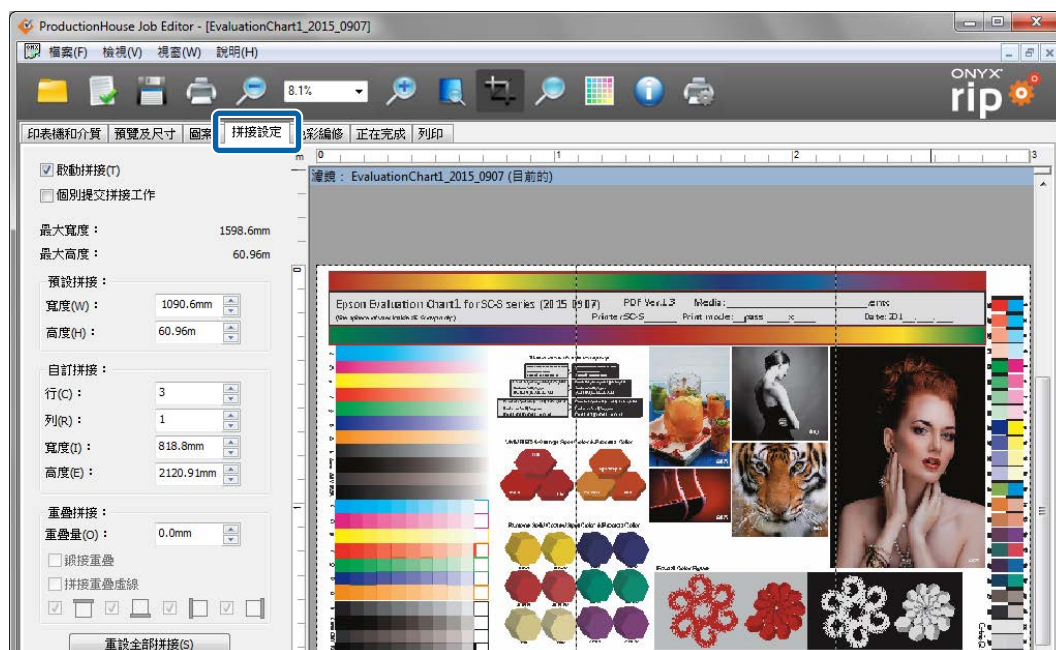 ProductionHouse Job Editor - [EvaluationChart1_2015_0907]
檔案(F) 檢視(V) 視窗(W) 說明(H)
8.1%
ONYX
rip
印表機和介質 預覽及尺寸 圖案 拼接設定 色彩編修 正在完成 列印
m 0 1 2 3
啟動拼接(T)
濾鏡： EvaluationChart1_2015_0907 (目前的)
個別提交拼接工作
最大寬度： 1598.6mm
最大高度： 60.96m
預設拼接：
寬度(W)： 1090.6mm
高度(H)： 60.96m
自訂拼接：
行(C)： 3
列(R)： 1
寬度(I)： 818.8mm
高度(E)： 2120.91mm
重疊拼接：
重疊量(O)： 0.0mm
鍛接重疊
拼接重疊虛線
重設全部拼接(S)
0
Epson Evaluation Chart1 for SC-S series (2015 0907) PDF Ver.1.3 Media:
Printer:SC-S Print mode: pass x Date: 201